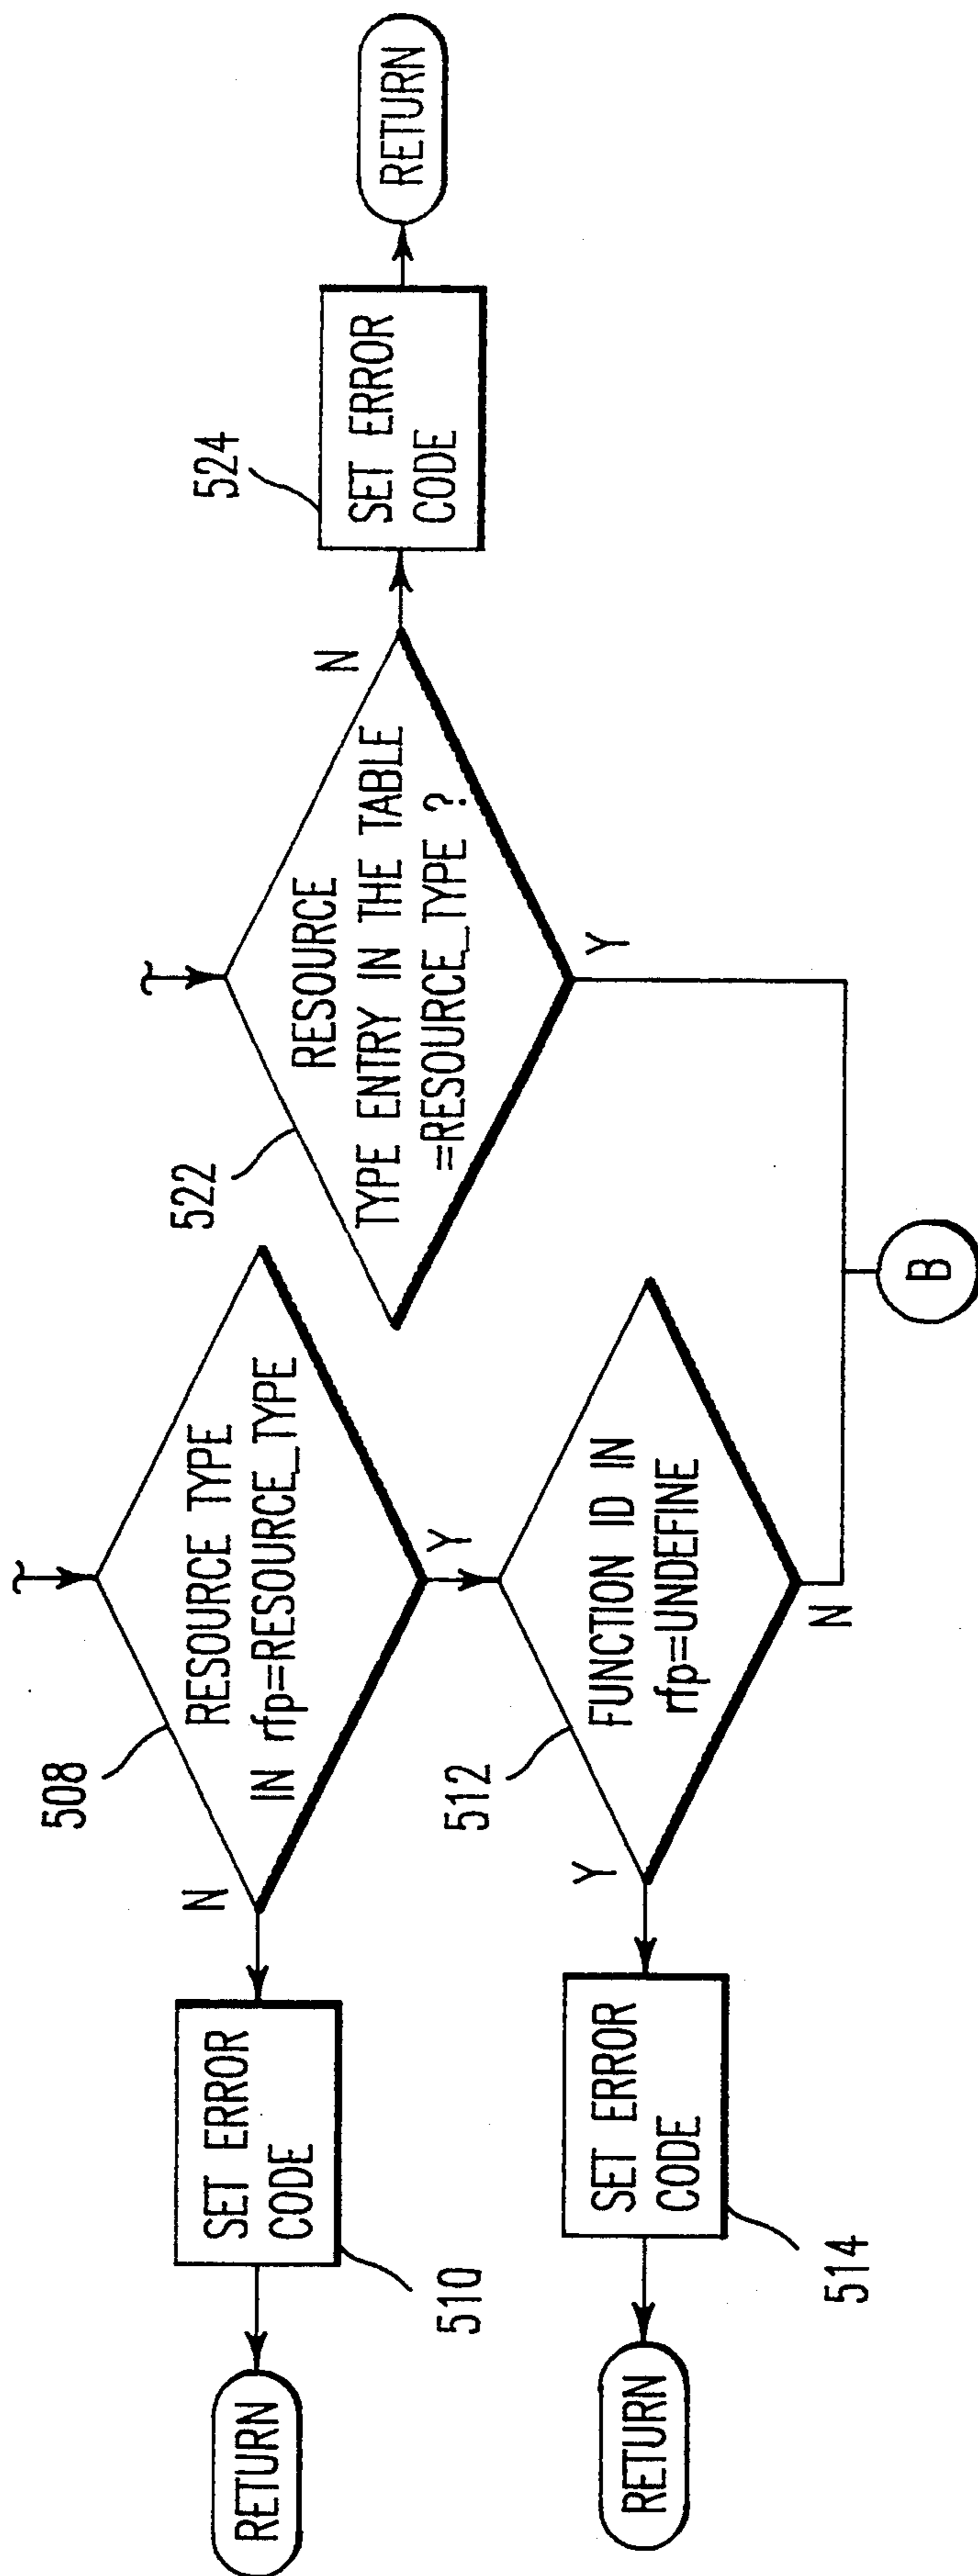 508
RESOURCE TYPE
IN rfp=RESOURCE_TYPE
N
Y
SET ERROR
CODE
510
RETURN
512
FUNCTION ID IN
rfp=UNDEFINE
Y
N
SET ERROR
CODE
514
RETURN
522
RESOURCE
TYPE ENTRY IN THE TABLE
=RESOURCE_TYPE ?
N
Y
524
SET ERROR
CODE
RETURN
B